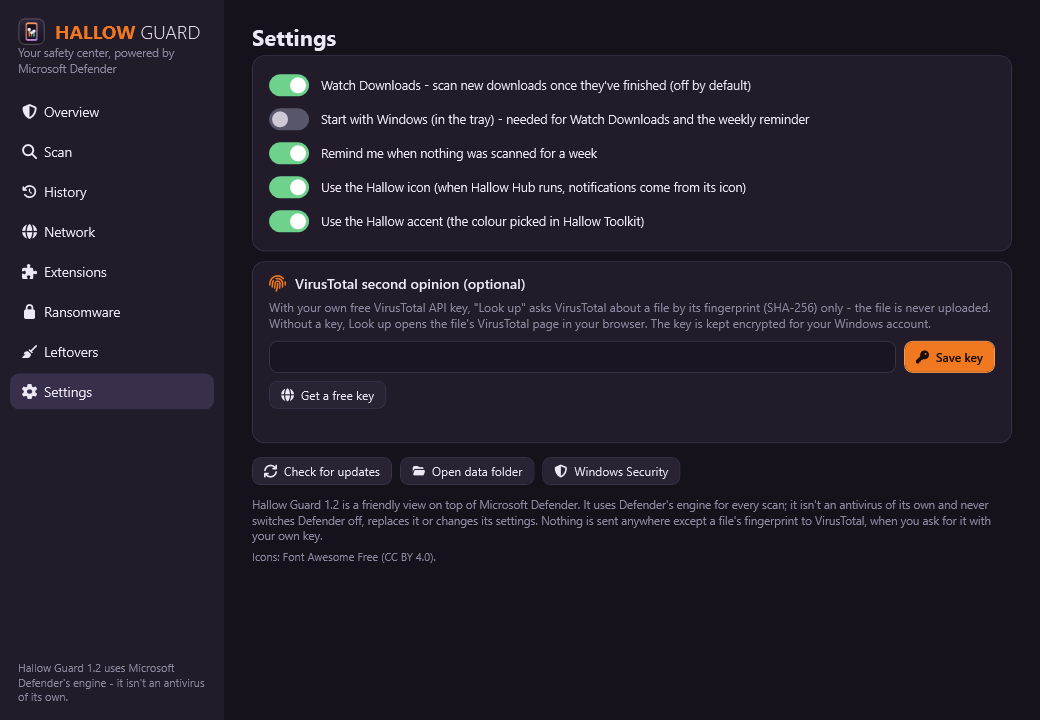 HALLOW GUARD
Your safety center, powered by
Microsoft Defender
Overview
Scan
History
Network
Extensions
Ransomware
Leftovers
Settings
Hallow Guard 1.2 uses Microsoft
Defender's engine - it isn't an antivirus
of its own.
Settings
Watch Downloads - scan new downloads once they've finished (off by default)
Start with Windows (in the tray) - needed for Watch Downloads and the weekly reminder
Remind me when nothing was scanned for a week
Use the Hallow icon (when Hallow Hub runs, notifications come from its icon)
Use the Hallow accent (the colour picked in Hallow Toolkit)
VirusTotal second opinion (optional)
With your own free VirusTotal API key, "Look up" asks VirusTotal about a file by its fingerprint (SHA-256) only - the file is never uploaded.
Without a key, Look up opens the file's VirusTotal page in your browser. The key is kept encrypted for your Windows account.
Save key
Get a free key
Check for updates
Open data folder
Windows Security
Hallow Guard 1.2 is a friendly view on top of Microsoft Defender. It uses Defender's engine for every scan; it isn't an antivirus of its own and never
switches Defender off, replaces it or changes its settings. Nothing is sent anywhere except a file's fingerprint to VirusTotal, when you ask for it with
your own key.
Icons: Font Awesome Free (CC BY 4.0).